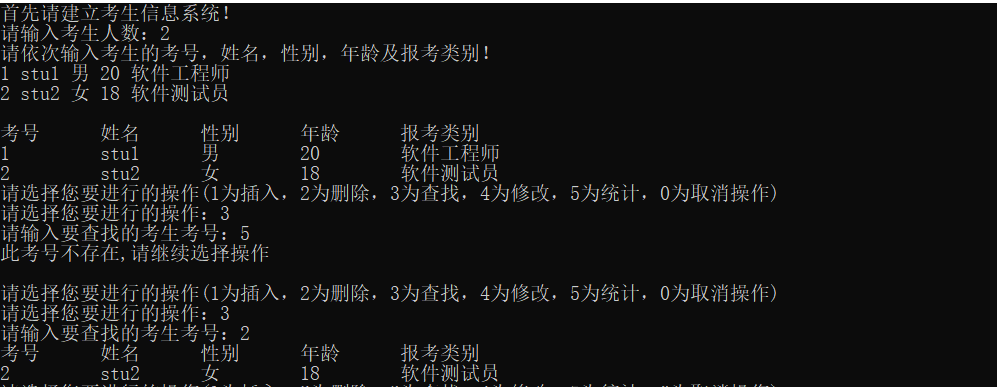 首先请建立考生信息系统！
请输入考生人数：2
请依次输入考生的考号，姓名，性别，年龄及报考类别！
1 stu1 男 20 软件工程师
2 stu2 女 18 软件测试员
考号 姓名 性别 年龄 报考类别
1 stu1 男 20 软件工程师
2 stu2 女 18 软件测试员
请选择您要进行的操作(1为插入，2为删除，3为查找，4为修改，5为统计，0为取消操作)
请选择您要进行的操作：3
请输入要查找的考生考号：5
此考号不存在,请继续选择操作
请选择您要进行的操作(1为插入，2为删除，3为查找，4为修改，5为统计，0为取消操作)
请选择您要进行的操作：3
请输入要查找的考生考号：2
考号 姓名 性别 年龄 报考类别
2 stu2 女 18 软件测试员